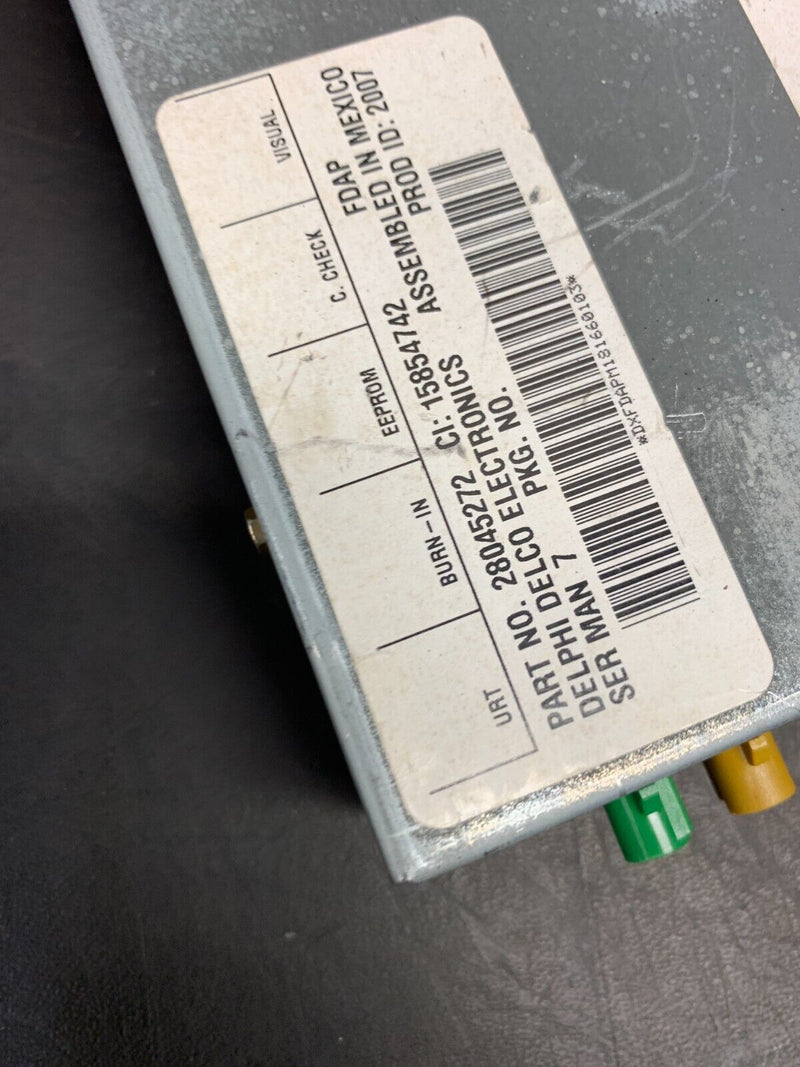 VISUAL
C. CHECK
EEPROM
BURN-IN
URT
FDAP
PART NO. 28045272 CI: 15854742 ASSEMBLED IN MEXICO
DELPHI DELCO ELECTRONICS PROD ID: 2007
SER MAN 7 PKG. NO.
*DXFDAPM181660103*